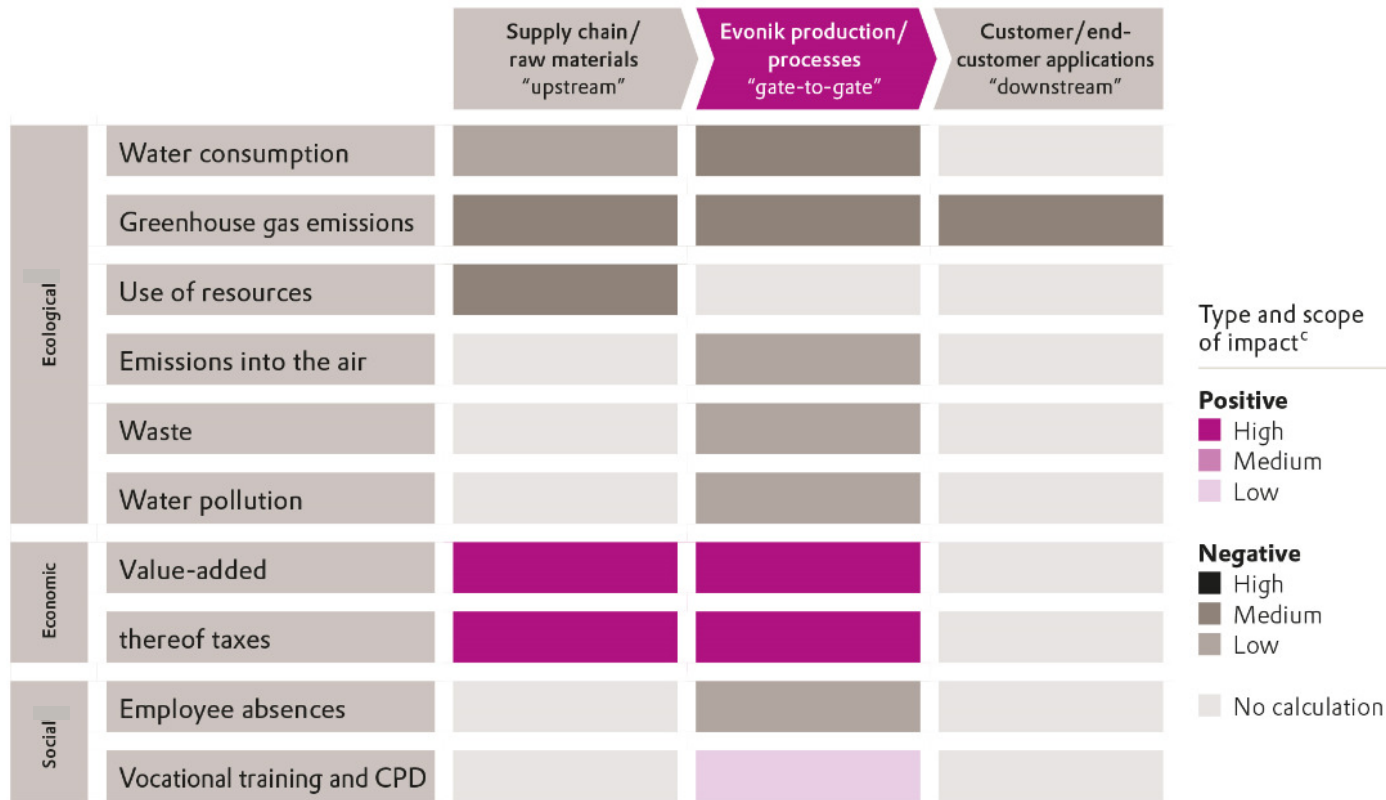 Supply chain/
raw materials
“upstream”
Evonik production/
processes
“gate-to-gate”
Customer/end-
customer applications
“downstream”
Ecological
Water consumption
Greenhouse gas emissions
Use of resources
Emissions into the air
Waste
Water pollution
Economic
Value-added
thereof taxes
Social
Employee absences
Vocational training and CPD
Type and scope
of impactᶜ
Positive
High
Medium
Low
Negative
High
Medium
Low
No calculation